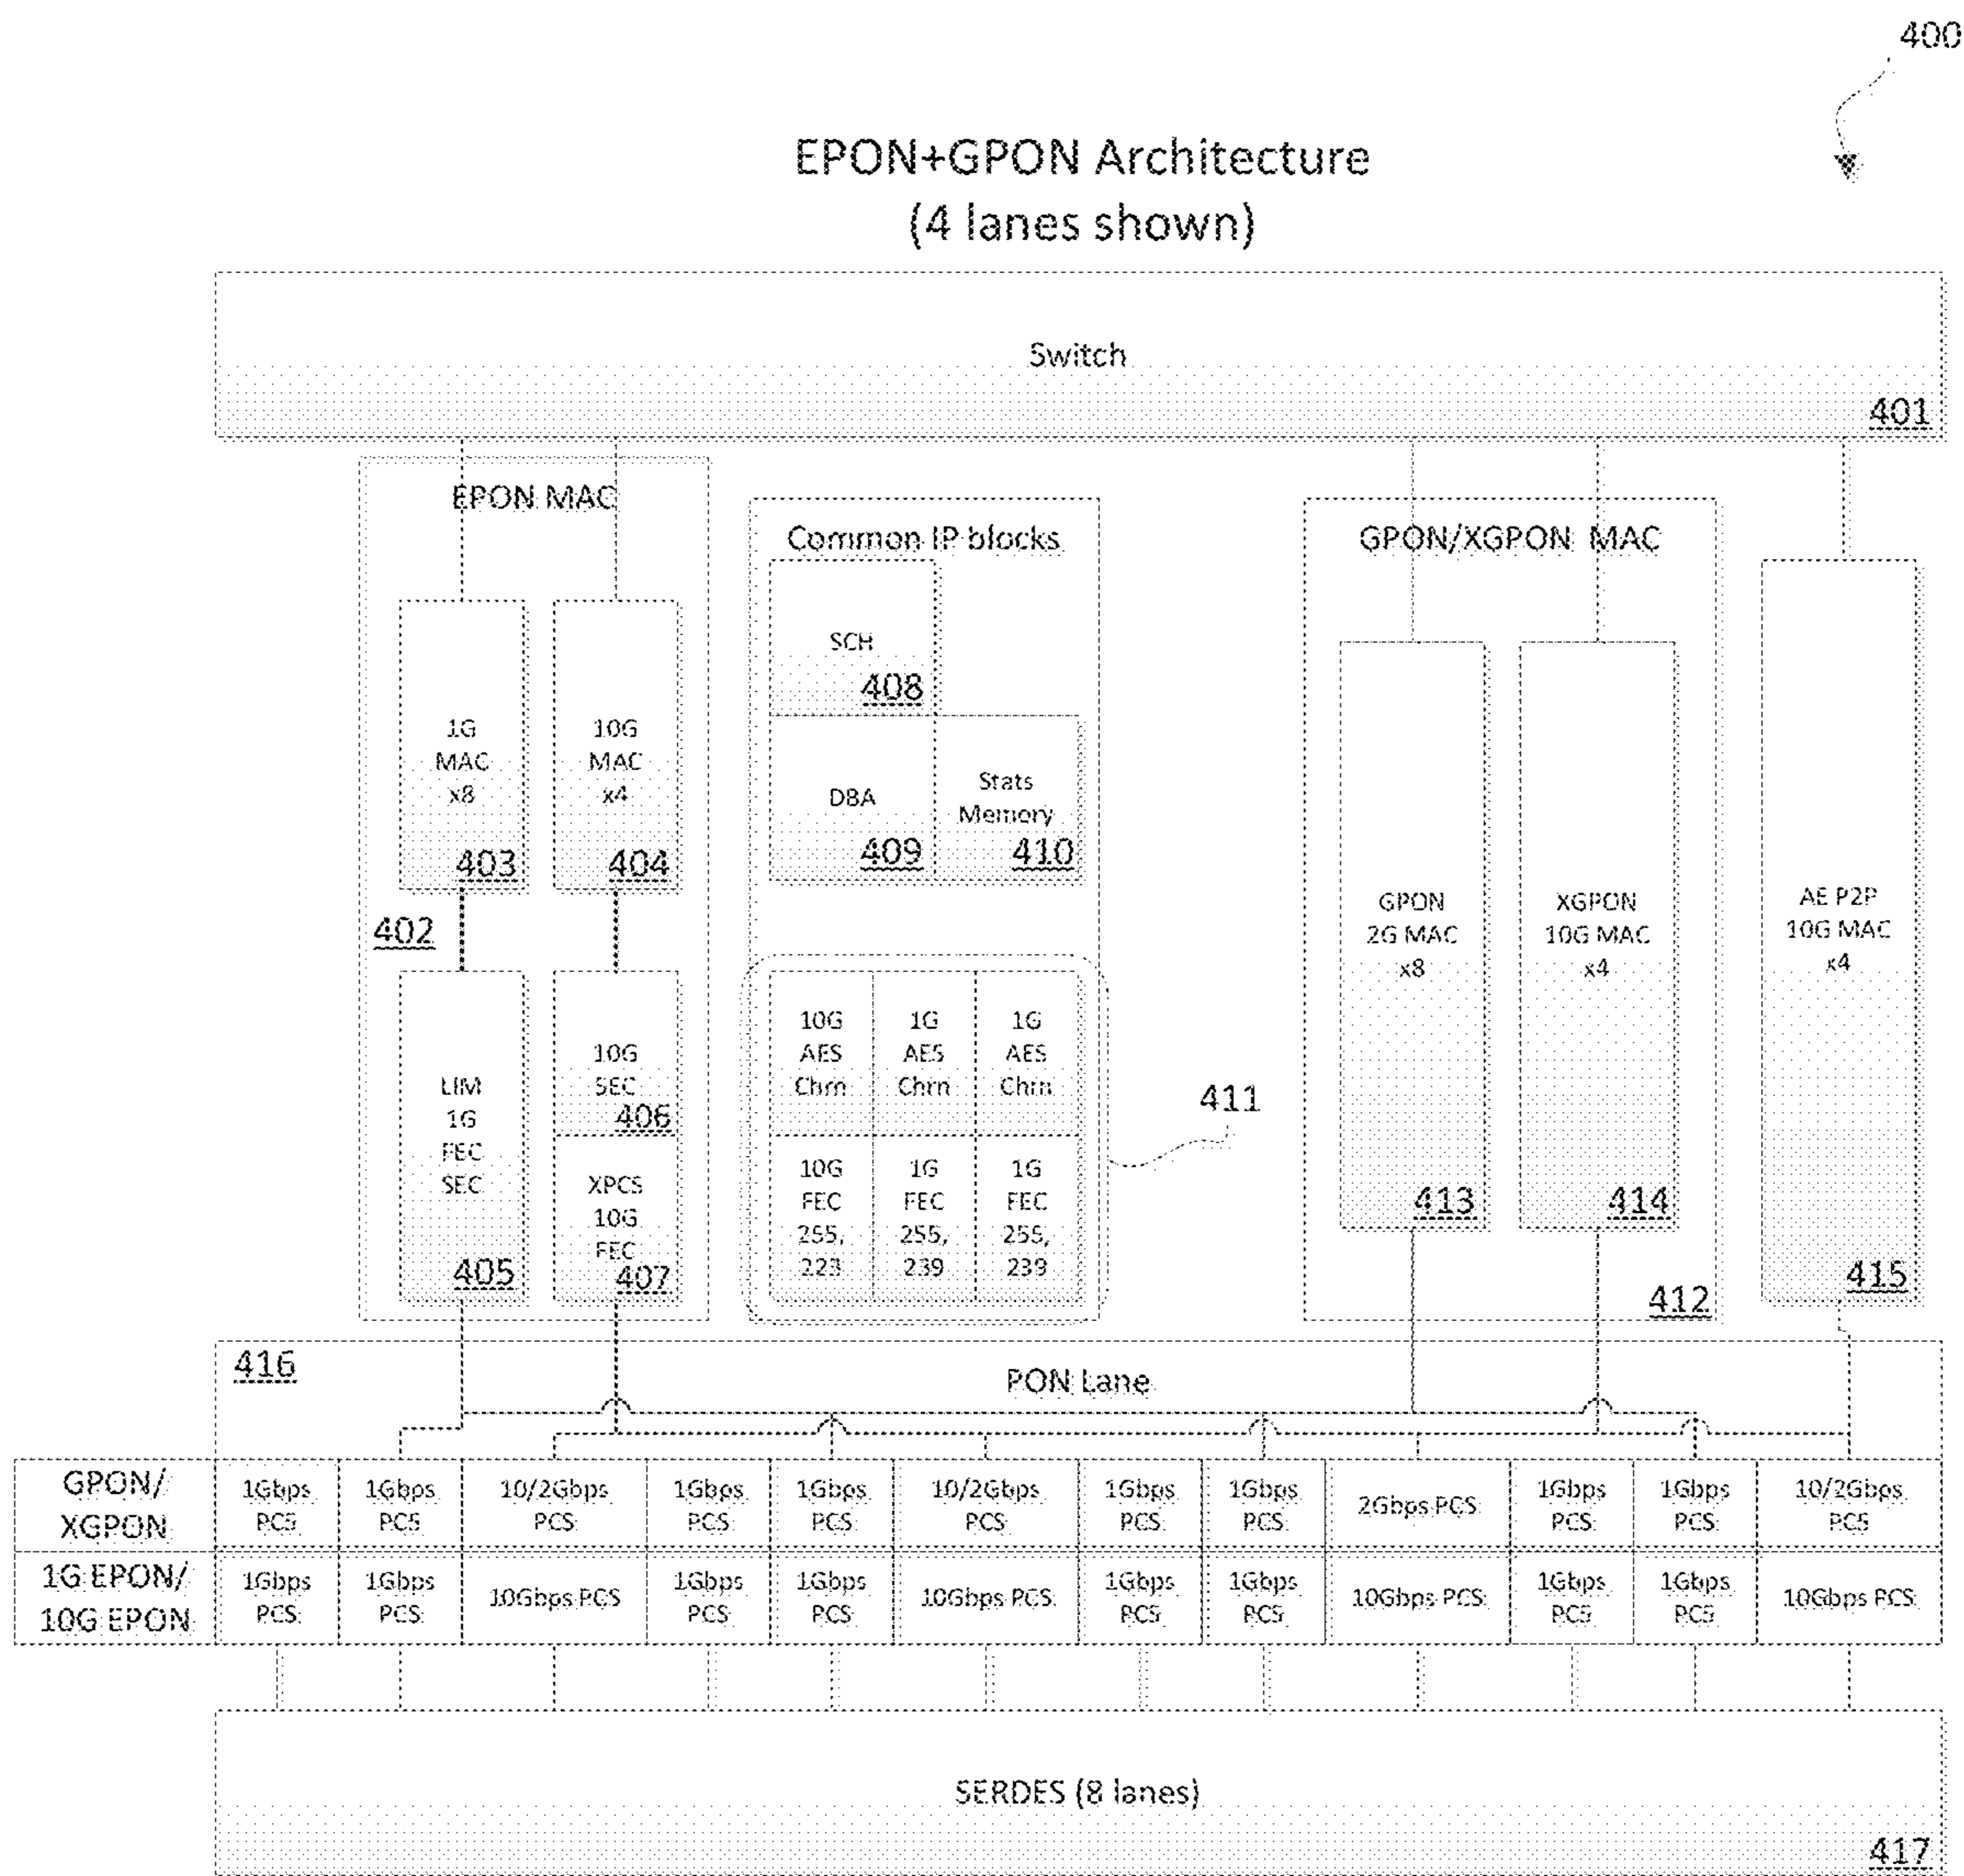 400
EPON+GPON Architecture
(4 lanes shown)
Switch
401
EPON MAC
1G
MAC
x8
403
10G
MAC
x4
404
402
LIM
1G
FEC
SEC
405
10G
SEC
406
XPCS
10G
FEC
407
Common IP blocks
SCH
408
DBA
409
Stats
Memory
410
10G
AES
Chrn
1G
AES
Chrn
1G
AES
Chrn
10G
FEC
255,
223
1G
FEC
255,
239
1G
FEC
255,
239
411
GPON/XGPON MAC
GPON
2G MAC
x8
413
XGPON
10G MAC
x4
414
412
AE P2P
10G MAC
x4
415
416
PON Lane
GPON/
XGPON
1Gbps
PCS
1Gbps
PCS
10/2Gbps
PCS
1Gbps
PCS
1Gbps
PCS
10/2Gbps
PCS
1Gbps
PCS
1Gbps
PCS
2Gbps PCS
1Gbps
PCS
1Gbps
PCS
10/2Gbps
PCS
1G EPON/
10G EPON
1Gbps
PCS
1Gbps
PCS
10Gbps PCS
1Gbps
PCS
1Gbps
PCS
10Gbps PCS
1Gbps
PCS
1Gbps
PCS
10Gbps PCS
1Gbps
PCS
1Gbps
PCS
10Gbps PCS
SERDES (8 lanes)
417